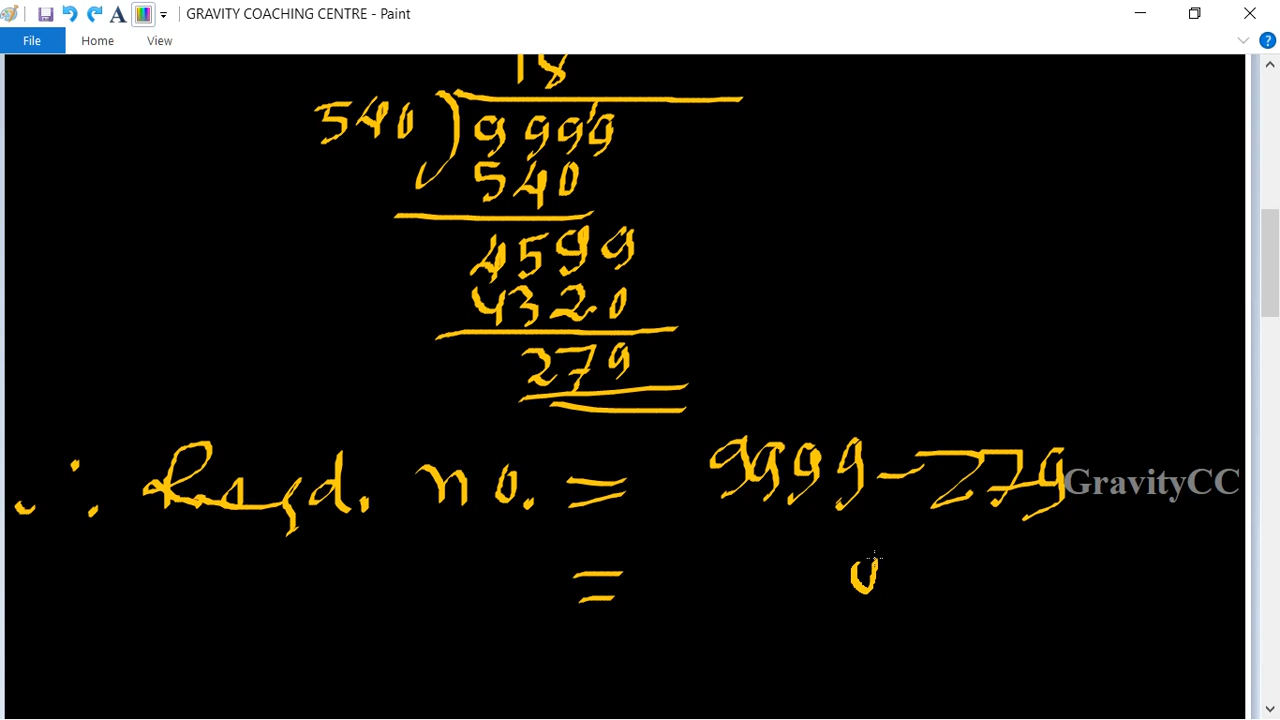 GRAVITY COACHING CENTRE - Paint
File Home View
18
540 ) 9999
540
4599
4320
279
∴ Reqd. no. = 9999-279
= 0
GravityCC